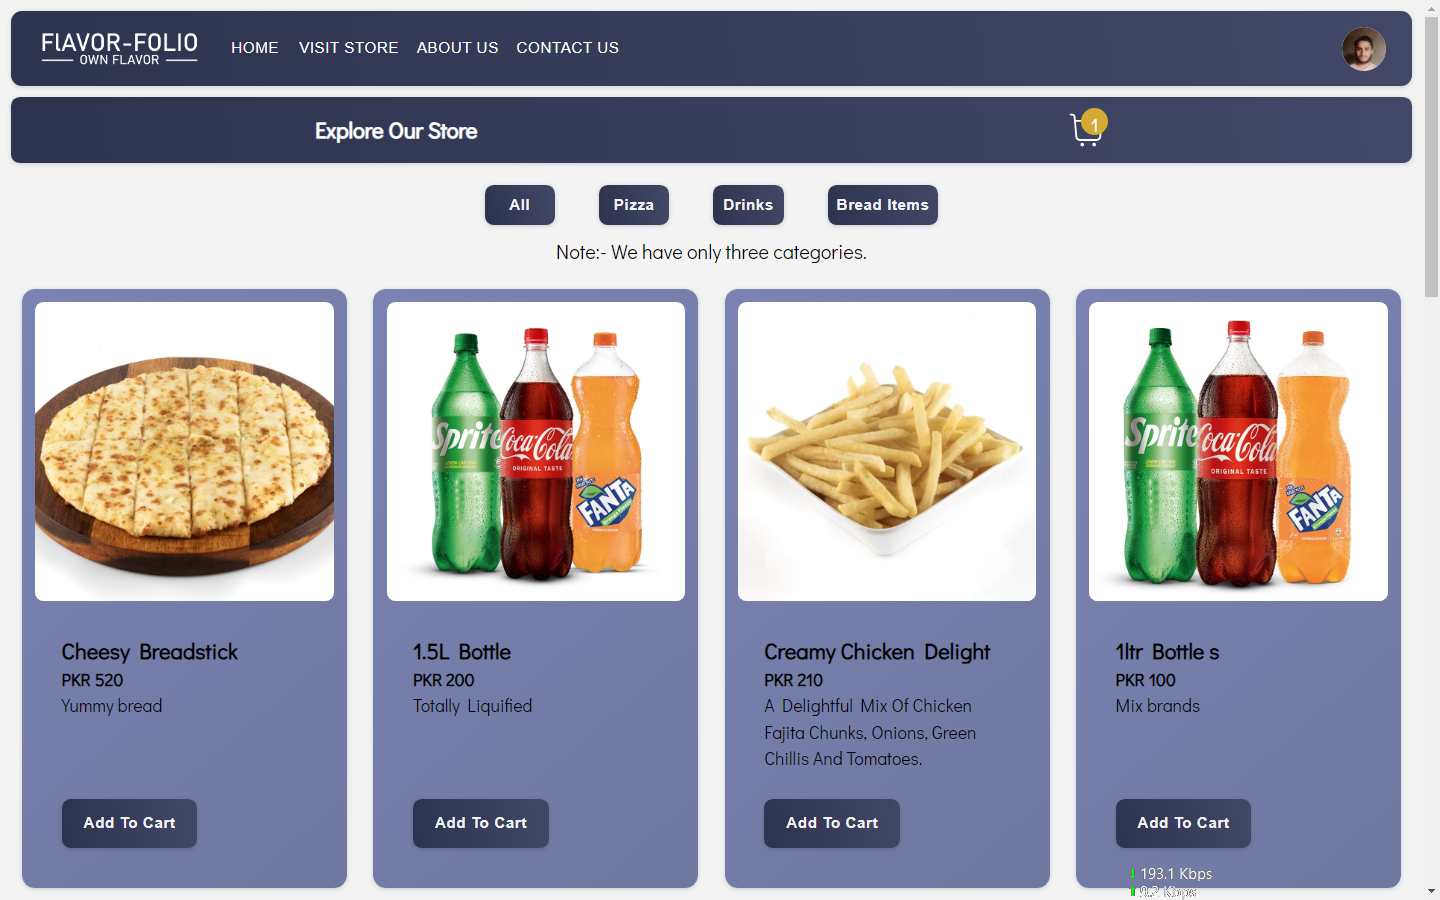 FLAVOR-FOLIO
OWN FLAVOR
HOME VISIT STORE ABOUT US CONTACT US
Explore Our Store
1
All Pizza Drinks Bread Items
Note:- We have only three categories.
Sprite Coca-Cola
ORIGINAL TASTE
FANTA
Sprite Coca-Cola
ORIGINAL TASTE
FANTA
Cheesy Breadstick
PKR 520
Yummy bread
Add To Cart
1.5L Bottle
PKR 200
Totally Liquified
Add To Cart
Creamy Chicken Delight
PKR 210
A Delightful Mix Of Chicken
Fajita Chunks, Onions, Green
Chillis And Tomatoes.
Add To Cart
1ltr Bottle s
PKR 100
Mix brands
Add To Cart
193.1 Kbps
9.2 Kbps